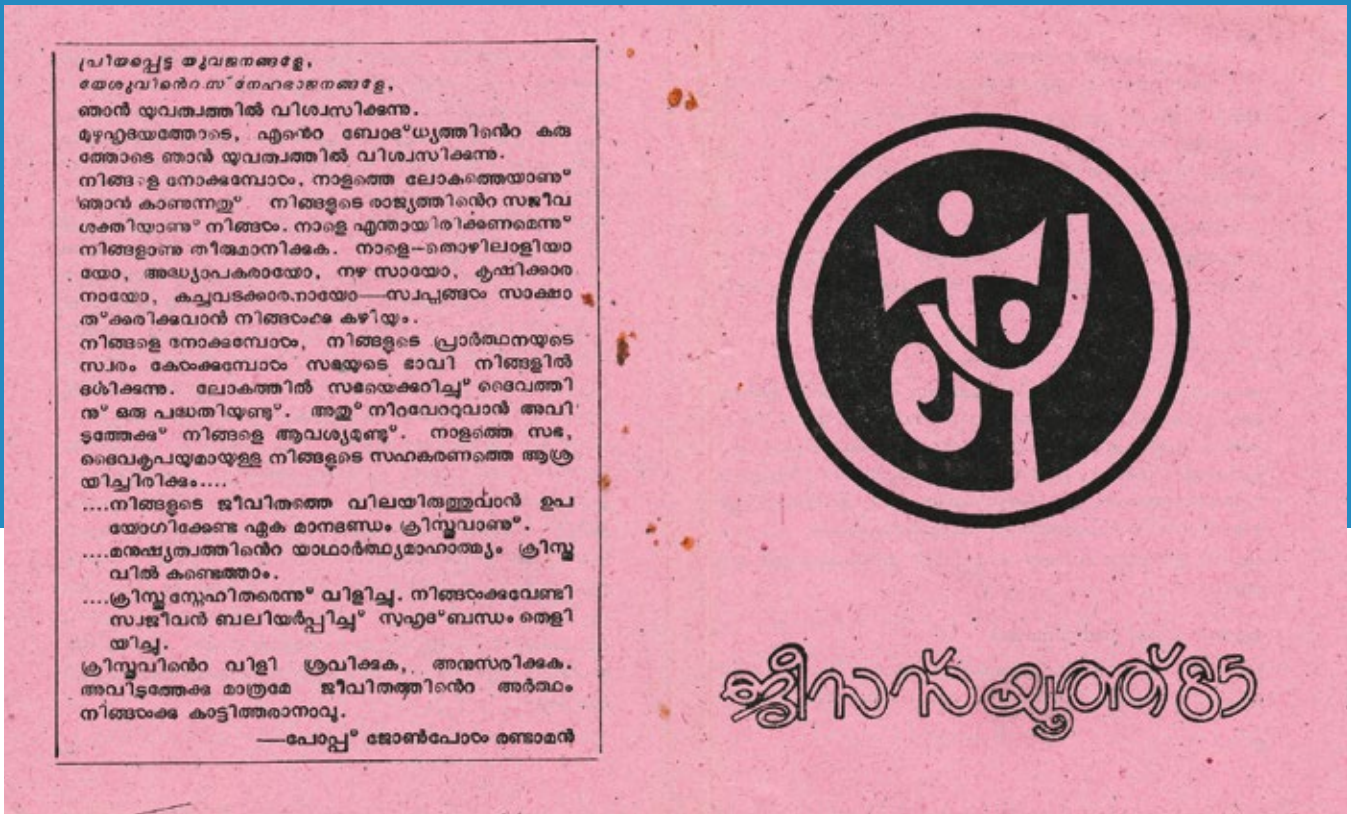 പ്രിയപ്പെട്ട യുവജനങ്ങളേ,
യേശുവിൻെറ സ്നേഹഭാജനങ്ങളേ,
ഞാൻ യുവത്വത്തിൽ വിശ്വസിക്കുന്നു.
മുഴുഹൃദയത്തോടെ, എൻെറ ബോദ്ധ്യത്തിൻെറ കരു
ത്തോടെ ഞാൻ യുവത്വത്തിൽ വിശ്വസിക്കുന്നു.
നിങ്ങളെ നോക്കുമ്പോൾ, നാളത്തെ ലോകത്തെയാണു്
ഞാൻ കാണുന്നതു് നിങ്ങളുടെ രാജ്യത്തിൻെറ സജീവ
ശക്തിയാണു് നിങ്ങൾ. നാളെ എന്തായിരിക്കണമെന്നു്
നിങ്ങളാണു തീരുമാനിക്കുക. നാളെ—തൊഴിലാളിയാ
യോ, അദ്ധ്യാപകരായോ, നഴ്സായോ, കൃഷിക്കാര
നായോ, കച്ചവടക്കാരനായോ—സ്വപ്നങ്ങൾ സാക്ഷാ
ത്ക്കരിക്കുവാൻ നിങ്ങൾക്കു കഴിയും.
നിങ്ങളെ നോക്കുമ്പോൾ, നിങ്ങളുടെ പ്രാർത്ഥനയുടെ
സ്വരം കേൾക്കുമ്പോൾ സഭയുടെ ഭാവി നിങ്ങളിൽ
ദർശിക്കുന്നു. ലോകത്തിൽ സഭയെക്കുറിച്ചു് ദൈവത്തി
നു് ഒരു പദ്ധതിയുണ്ടു്. അതു് നിറവേററുവാൻ അവി
ടുത്തേക്കു് നിങ്ങളെ ആവശ്യമുണ്ടു്. നാളത്തെ സഭ,
ദൈവകൃപയുമായുള്ള നിങ്ങളുടെ സഹകരണത്തെ ആശ്ര
യിച്ചിരിക്കും....
....നിങ്ങളുടെ ജീവിതത്തെ വിലയിരുത്തുവാൻ ഉപ
യോഗിക്കേണ്ട ഏക മാനദണ്ഡം ക്രിസ്തുവാണു്.
....മനുഷ്യത്വത്തിൻെറ യാഥാർത്ഥ്യമാഹാത്മ്യം ക്രിസ്തു
വിൽ കണ്ടെത്താം.
....ക്രിസ്തു സ്നേഹിതരെന്നു് വിളിച്ചു. നിങ്ങൾക്കുവേണ്ടി
സ്വജീവൻ ബലിയർപ്പിച്ചു് സുഹൃദ്ബന്ധം തെളി
യിച്ചു.
ക്രിസ്തുവിൻെറ വിളി ശ്രവിക്കുക, അനുസരിക്കുക.
അവിടുത്തേക്കു മാത്രമേ ജീവിതത്തിൻെറ അർത്ഥം
നിങ്ങൾക്കു കാട്ടിത്തരാനാവൂ.
—പോപ്പ് ജോൺപോൾ രണ്ടാമൻ
ജീസസ് യൂത്ത് 85